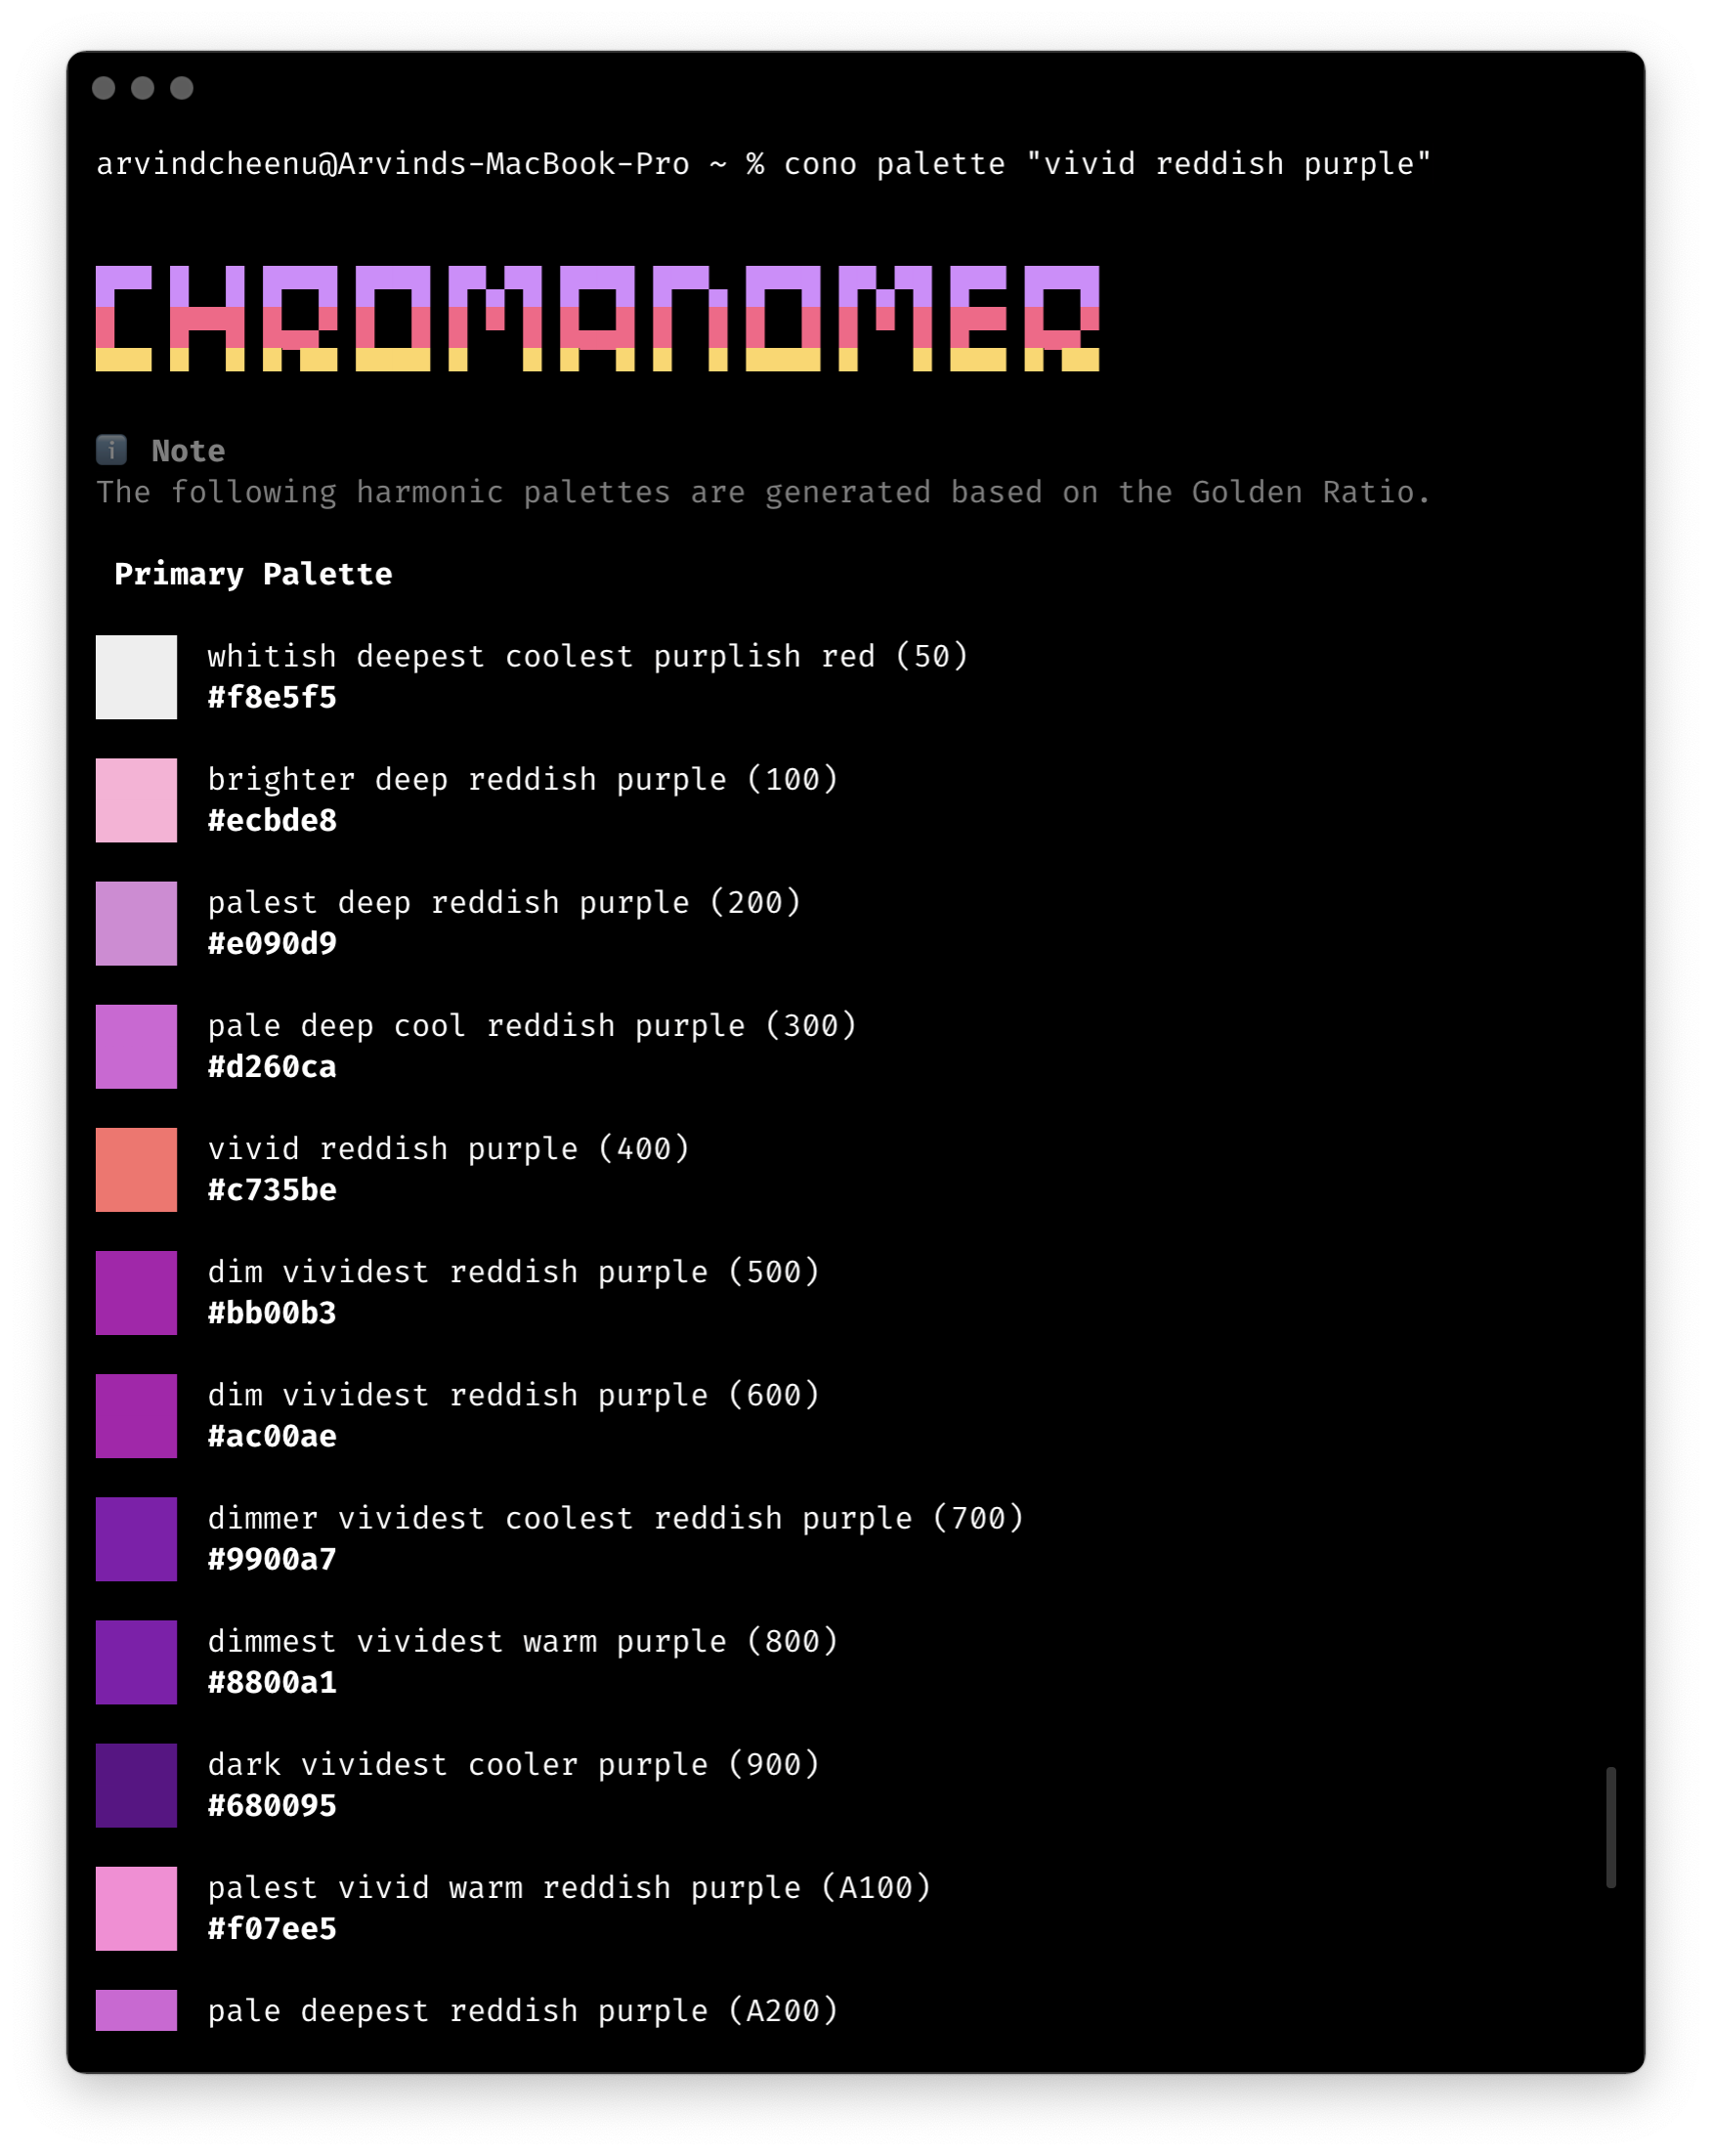 arvindcheenu@Arvinds-MacBook-Pro ~ % cono palette "vivid reddish purple"
CHROMANOMER
i Note
The following harmonic palettes are generated based on the Golden Ratio.
Primary Palette
whitish deepest coolest purplish red (50)
#f8e5f5
brighter deep reddish purple (100)
#ecbde8
palest deep reddish purple (200)
#e090d9
pale deep cool reddish purple (300)
#d260ca
vivid reddish purple (400)
#c735be
dim vividest reddish purple (500)
#bb00b3
dim vividest reddish purple (600)
#ac00ae
dimmer vividest coolest reddish purple (700)
#9900a7
dimmest vividest warm purple (800)
#8800a1
dark vividest cooler purple (900)
#680095
palest vivid warm reddish purple (A100)
#f07ee5
pale deepest reddish purple (A200)